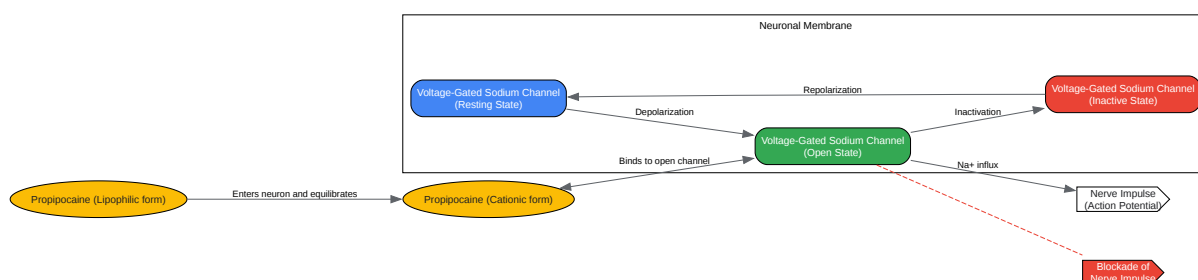 Neuronal Membrane
Voltage-Gated Sodium Channel
(Resting State)
Repolarization
Voltage-Gated Sodium Channel
(Inactive State)
Depolarization
Inactivation
Voltage-Gated Sodium Channel
(Open State)
Binds to open channel
Na+ influx
Propipocaine (Lipophilic form)
Enters neuron and equilibrates
Propipocaine (Cationic form)
Nerve Impulse
(Action Potential)
Blockade of
Nerve Impulse